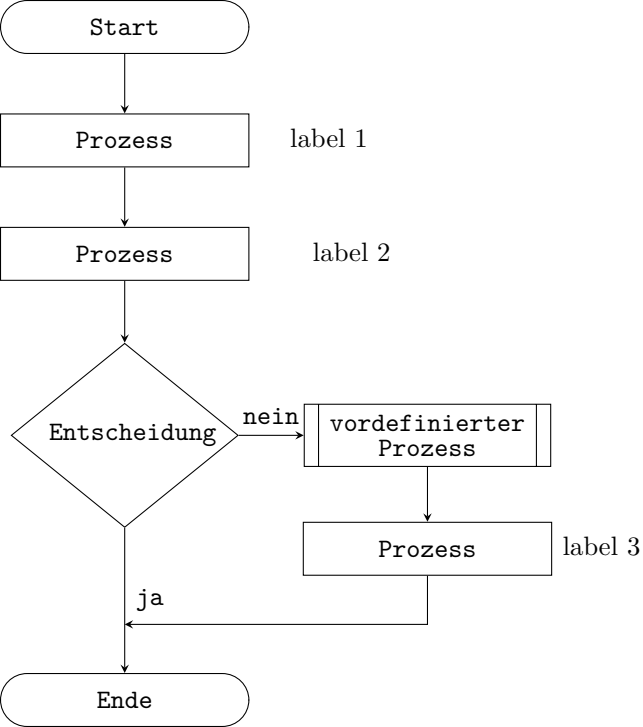 Start
Prozess
label 1
Prozess
label 2
Entscheidung
nein
vordefinierter
Prozess
Prozess
label 3
ja
Ende